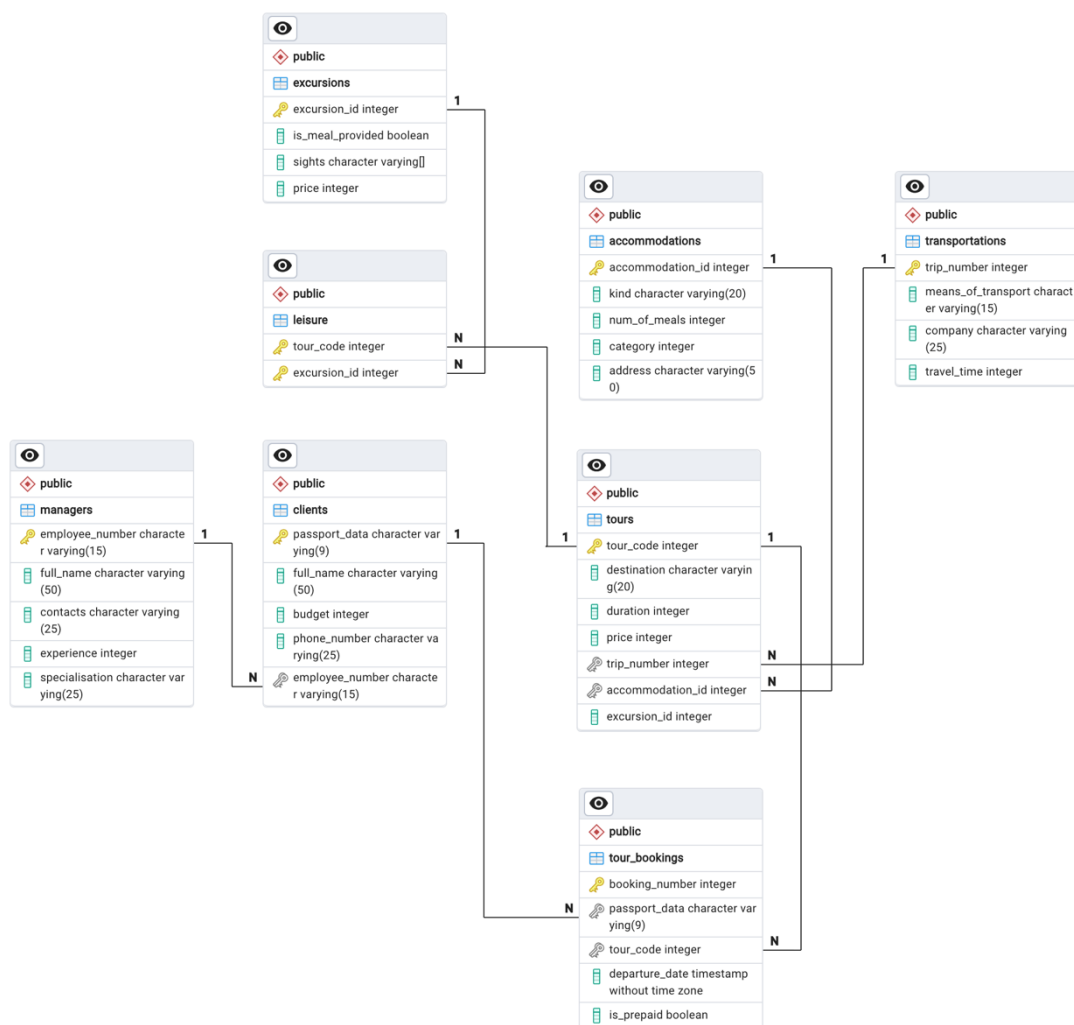 public
excursions
excursion_id integer
is_meal_provided boolean
sights character varying[]
price integer
1
public
leisure
tour_code integer
excursion_id integer
N
N
public
accommodations
accommodation_id integer
kind character varying(20)
num_of_meals integer
category integer
address character varying(5
0)
1
public
transportations
trip_number integer
means_of_transport charact
er varying(15)
company character varying
(25)
travel_time integer
1
public
managers
employee_number characte
r varying(15)
full_name character varying
(50)
contacts character varying
(25)
experience integer
specialisation character var
ying(25)
1
N
public
clients
passport_data character var
ying(9)
full_name character varying
(50)
budget integer
phone_number character va
rying(25)
employee_number characte
r varying(15)
1
1
public
tours
tour_code integer
destination character varyin
g(20)
duration integer
price integer
trip_number integer
accommodation_id integer
excursion_id integer
1
N
N
public
tour_bookings
booking_number integer
passport_data character var
ying(9)
tour_code integer
departure_date timestamp
without time zone
is_prepaid boolean
N
N